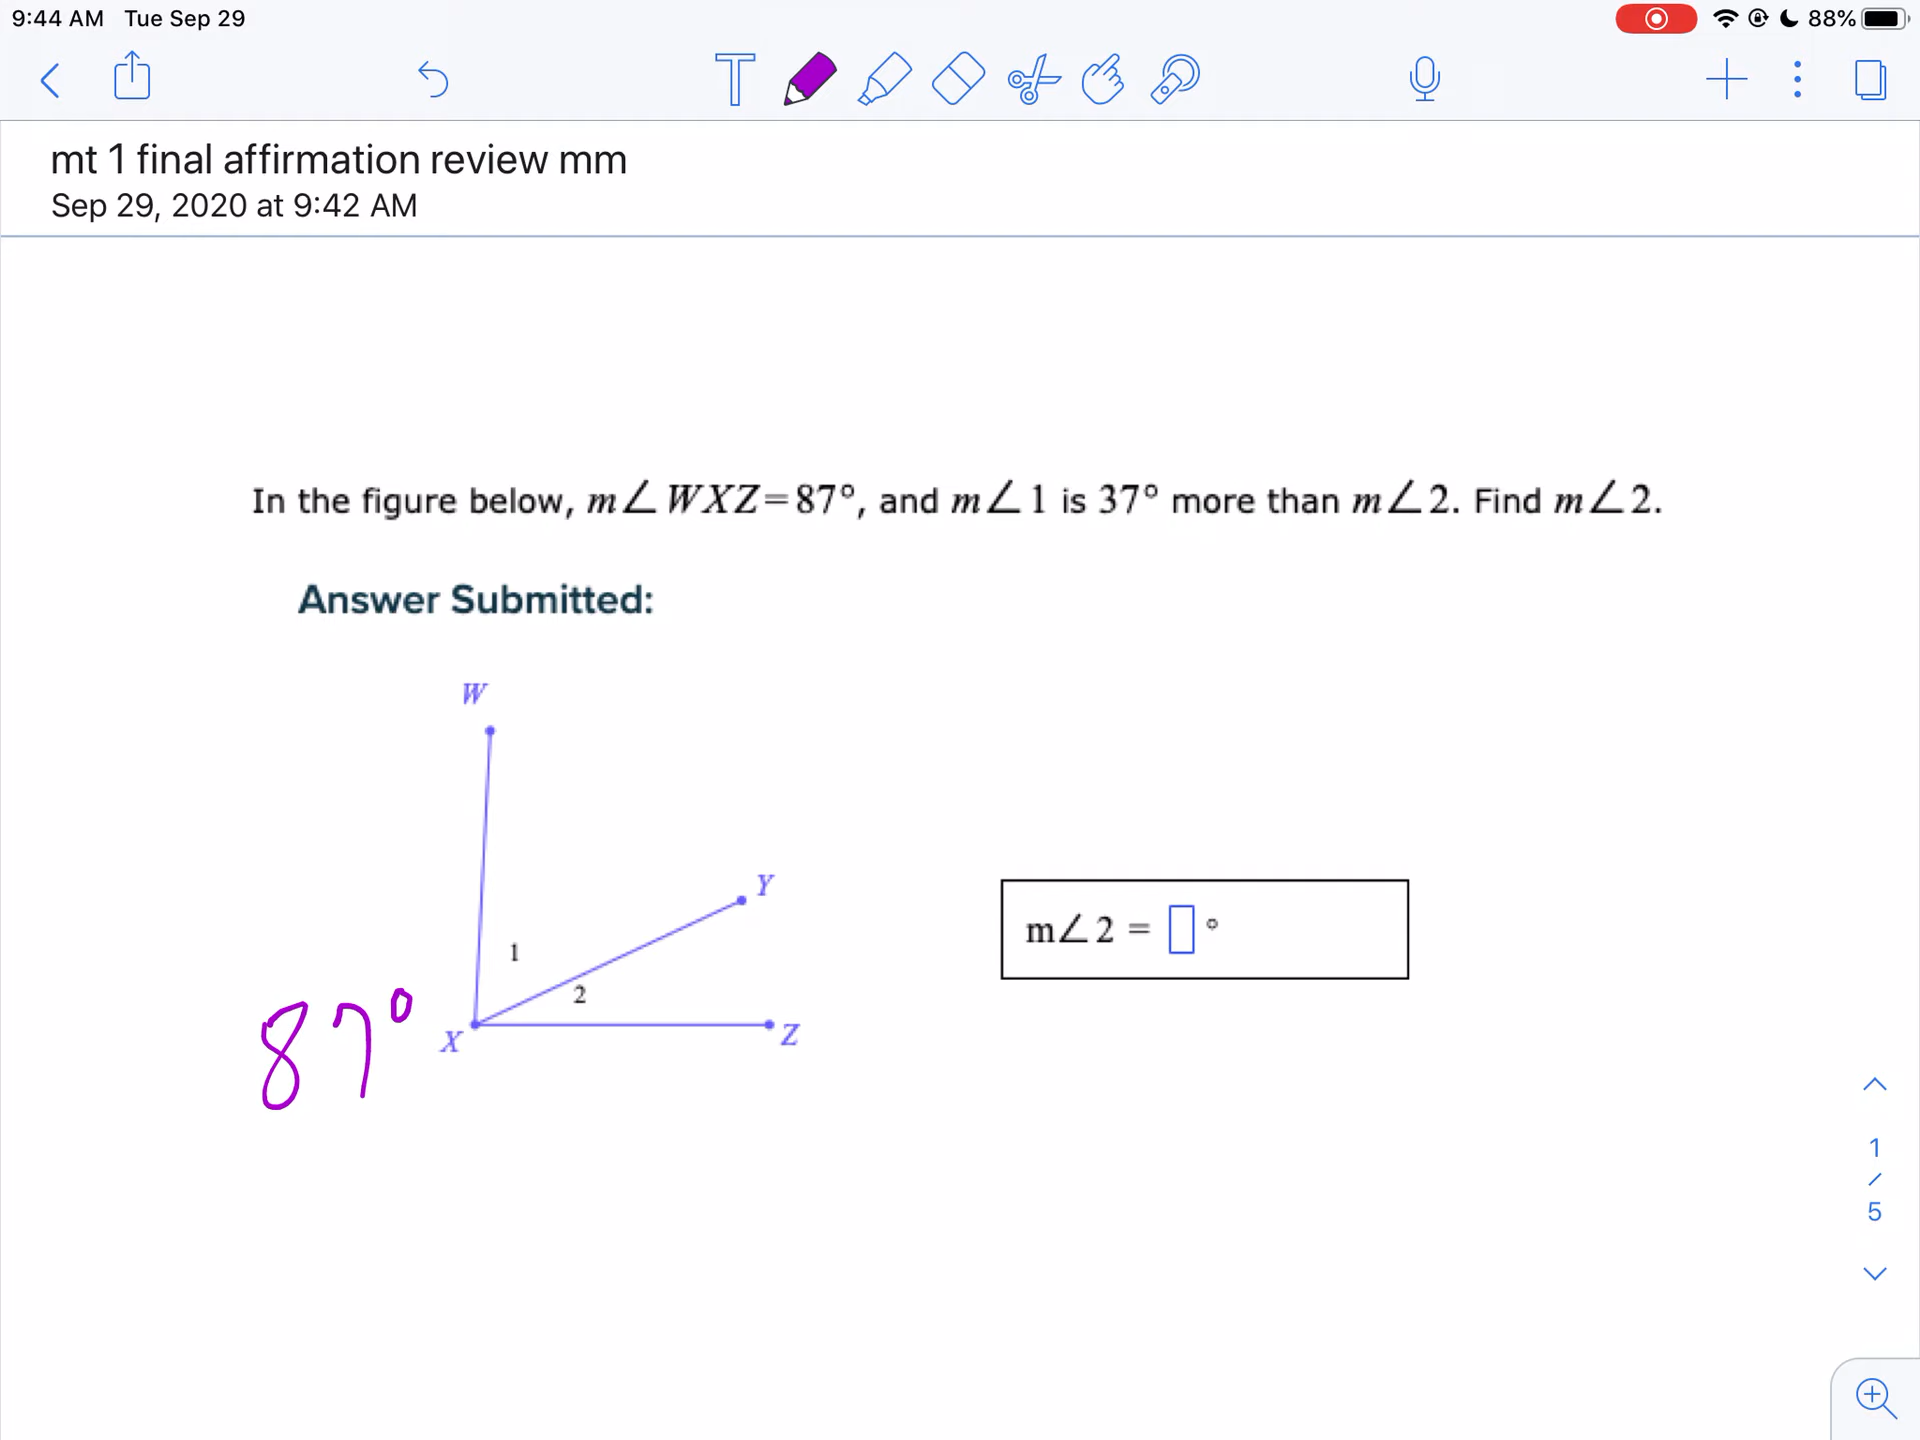 9:44 AM Tue Sep 29 88%
T
mt 1 final affirmation review mm
Sep 29, 2020 at 9:42 AM
In the figure below, m∠WXZ=87°, and m∠1 is 37° more than m∠2. Find m∠2.
Answer Submitted:
W
Y
1
2
m∠2 = °
87°
X
Z
1
/
5